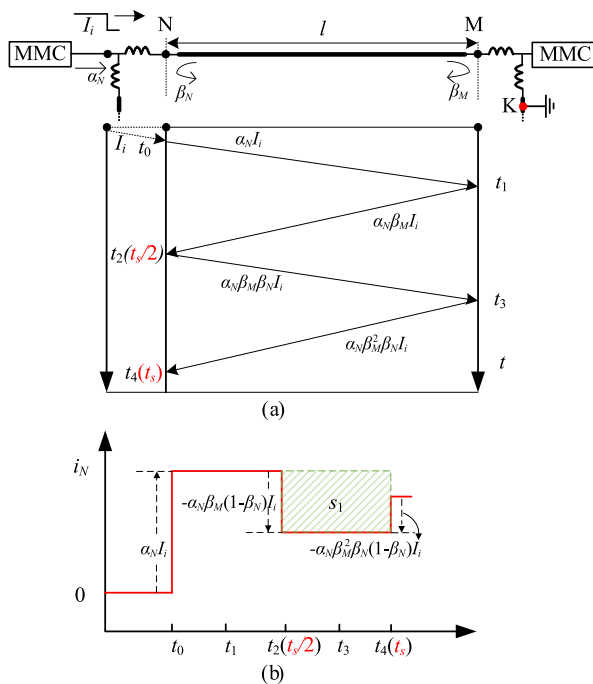 I_i
N
l
M
MMC
α_N
β_N
β_M
MMC
K
I_i
t_0
α_N I_i
t_1
α_N β_M I_i
t_2(t_s/2)
α_N β_M β_N I_i
t_3
α_N β_M^2 β_N I_i
t_4(t_s)
t
(a)
i_N
-α_N β_M(1-β_N)I_i
s_1
α_N I_i
-α_N β_M^2 β_N(1-β_N)I_i
0
t_0 t_1 t_2(t_s/2) t_3 t_4(t_s)
(b)